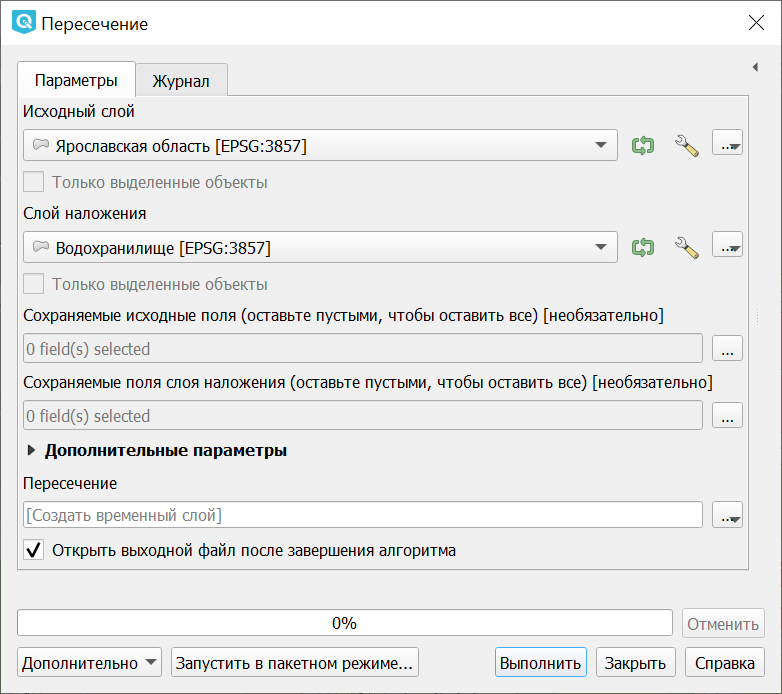 Пересечение
Параметры
Журнал
Исходный слой
Ярославская область [EPSG:3857]
...
Только выделенные объекты
Слой наложения
Водохранилище [EPSG:3857]
...
Только выделенные объекты
Сохраняемые исходные поля (оставьте пустыми, чтобы оставить все) [необязательно]
0 field(s) selected
...
Сохраняемые поля слоя наложения (оставьте пустыми, чтобы оставить все) [необязательно]
0 field(s) selected
...
Дополнительные параметры
Пересечение
[Создать временный слой]
...
Открыть выходной файл после завершения алгоритма
0%
Отменить
Дополнительно
Запустить в пакетном режиме...
Выполнить
Закрыть
Справка